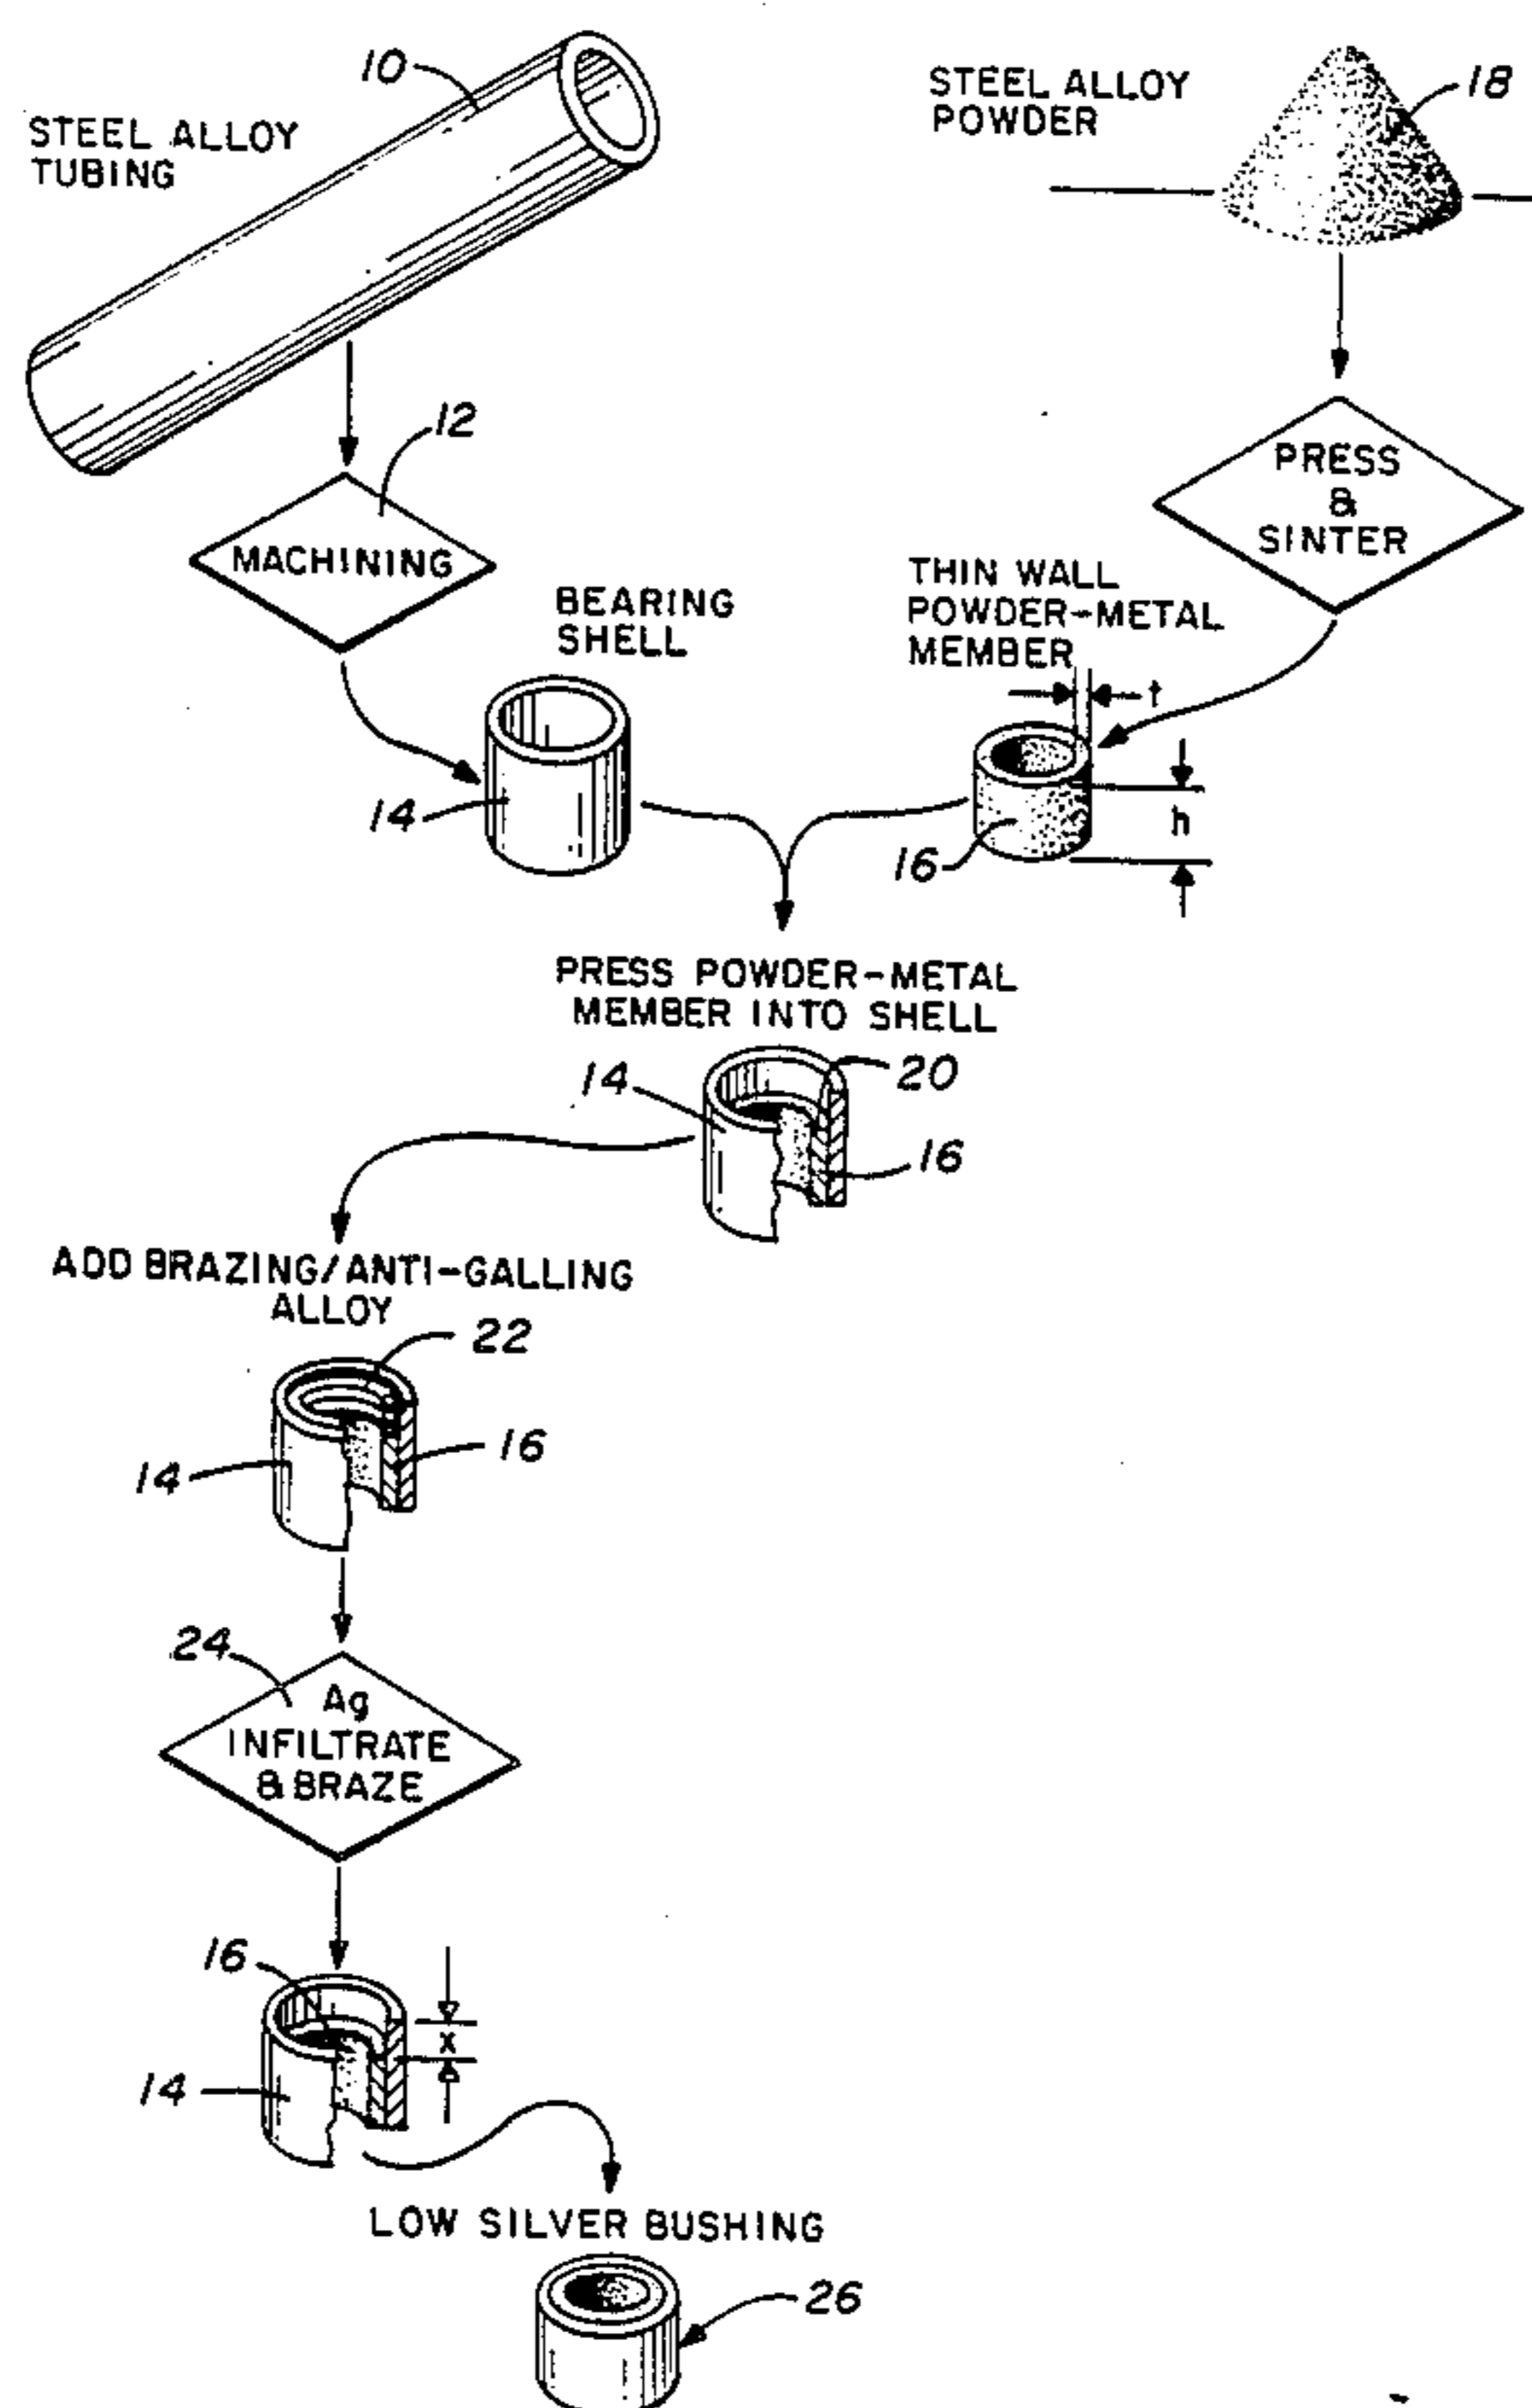 10
STEEL ALLOY
TUBING
STEEL ALLOY
POWDER
18
12
MACHINING
PRESS
&
SINTER
BEARING
SHELL
THIN WALL
POWDER-METAL
MEMBER
t
14
16
h
PRESS POWDER-METAL
MEMBER INTO SHELL
14
20
16
ADD BRAZING/ANTI-GALLING
ALLOY
22
14
16
24
Ag
INFILTRATE
& BRAZE
16
x
14
LOW SILVER BUSHING
26